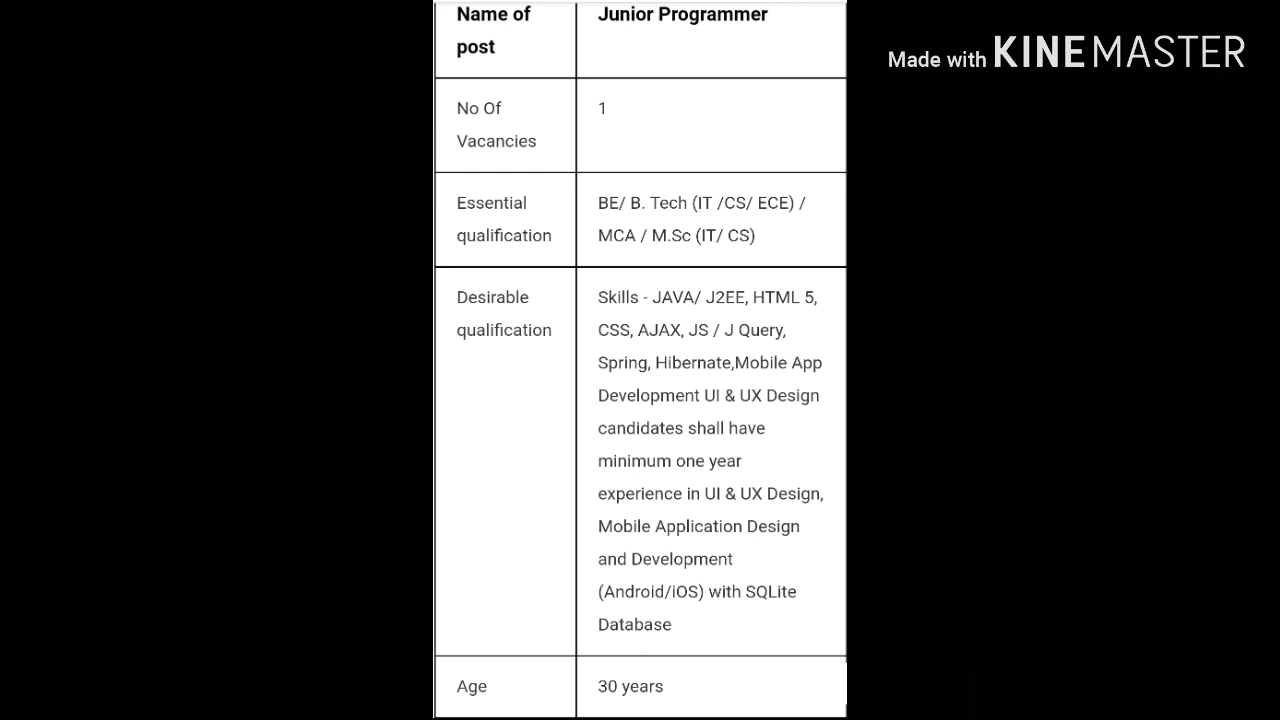 Name of
post
Junior Programmer
Made with KINEMASTER
No Of
Vacancies
1
Essential
qualification
BE/ B. Tech (IT /CS/ ECE) /
MCA / M.Sc (IT/ CS)
Desirable
qualification
Skills - JAVA/ J2EE, HTML 5,
CSS, AJAX, JS / J Query,
Spring, Hibernate,Mobile App
Development UI & UX Design
candidates shall have
minimum one year
experience in UI & UX Design,
Mobile Application Design
and Development
(Android/iOS) with SQLite
Database
Age
30 years